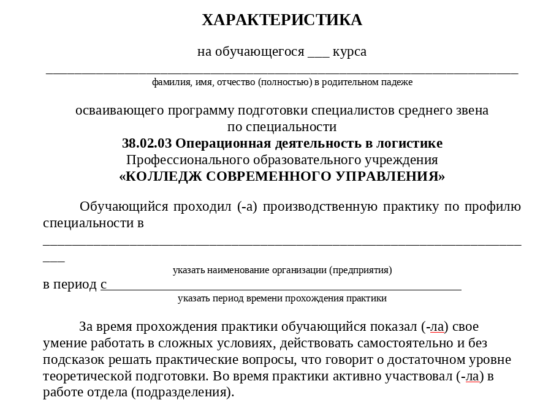 ХАРАКТЕРИСТИКА
на обучающегося ___ курса
_______________________________________________________________________
фамилия, имя, отчество (полностью) в родительном падеже
осваивающего программу подготовки специалистов среднего звена
по специальности
38.02.03 Операционная деятельность в логистике
Профессионального образовательного учреждения
«КОЛЛЕДЖ СОВРЕМЕННОГО УПРАВЛЕНИЯ»
Обучающийся проходил (-а) производственную практику по профилю
специальности в
________________________________________________________________________
___
указать наименование организации (предприятия)
в период с______________________________________________________
указать период времени прохождения практики
За время прохождения практики обучающийся показал (-ла) свое
умение работать в сложных условиях, действовать самостоятельно и без
подсказок решать практические вопросы, что говорит о достаточном уровне
теоретической подготовки. Во время практики активно участвовал (-ла) в
работе отдела (подразделения).